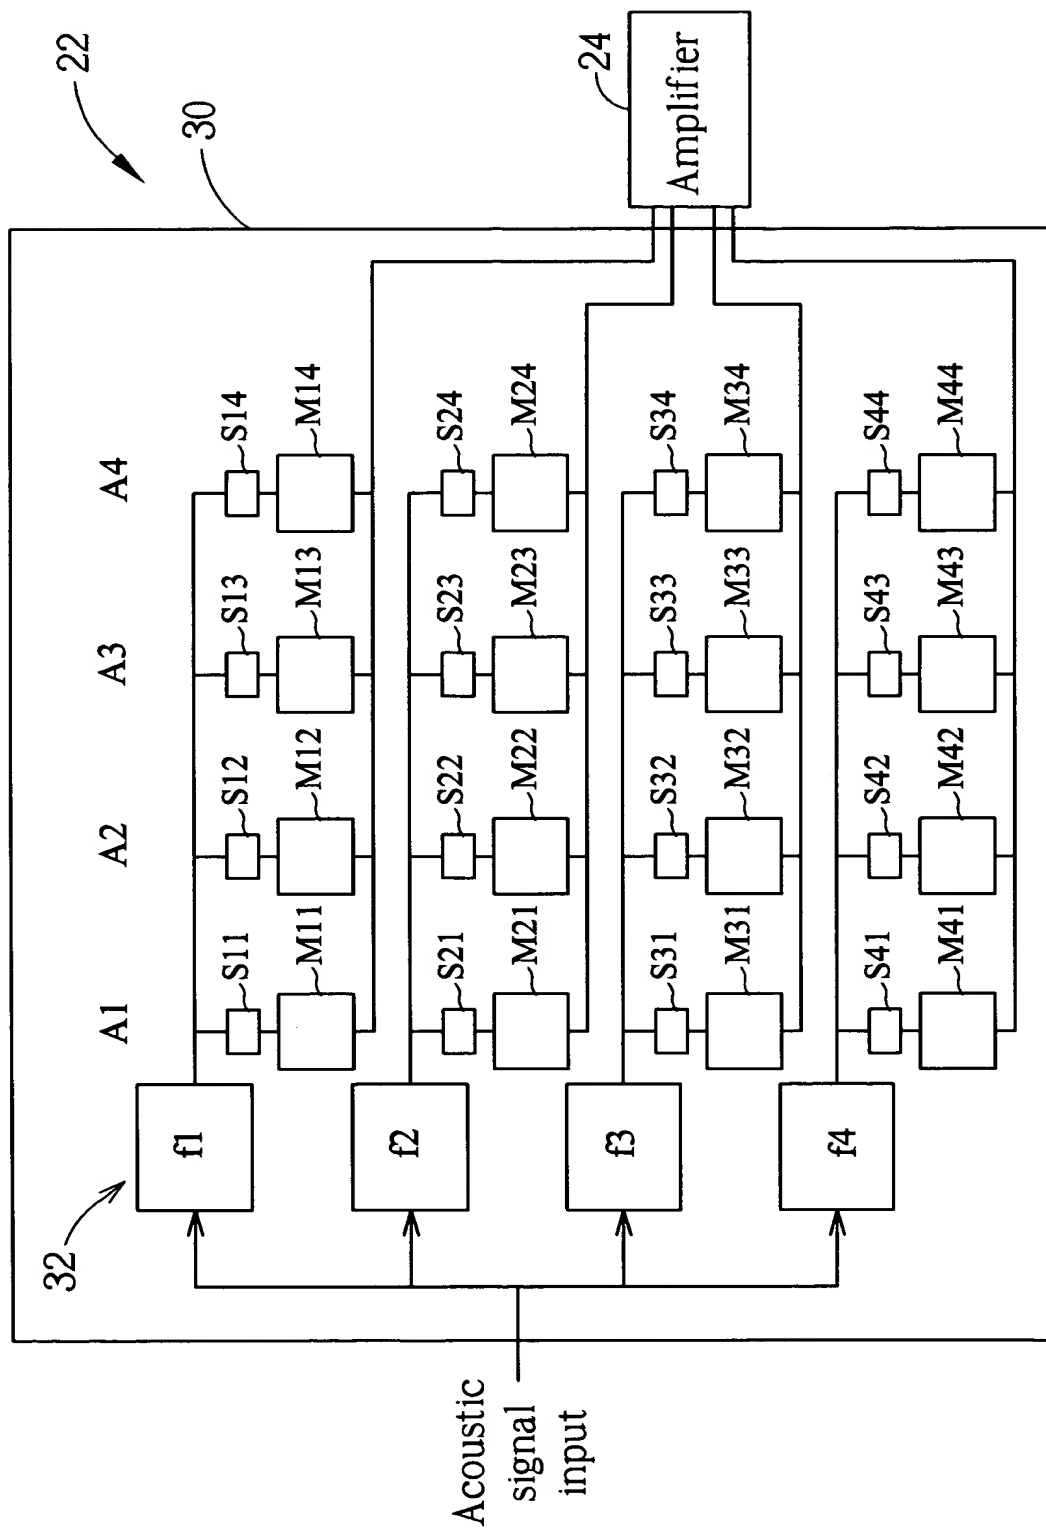 22
30
32
A1
A2
A3
A4
f1
S11
S12
S13
S14
M11
M12
M13
M14
f2
S21
S22
S23
S24
M21
M22
M23
M24
Acoustic
signal
input
24
Amplifier
f3
S31
S32
S33
S34
M31
M32
M33
M34
f4
S41
S42
S43
S44
M41
M42
M43
M44